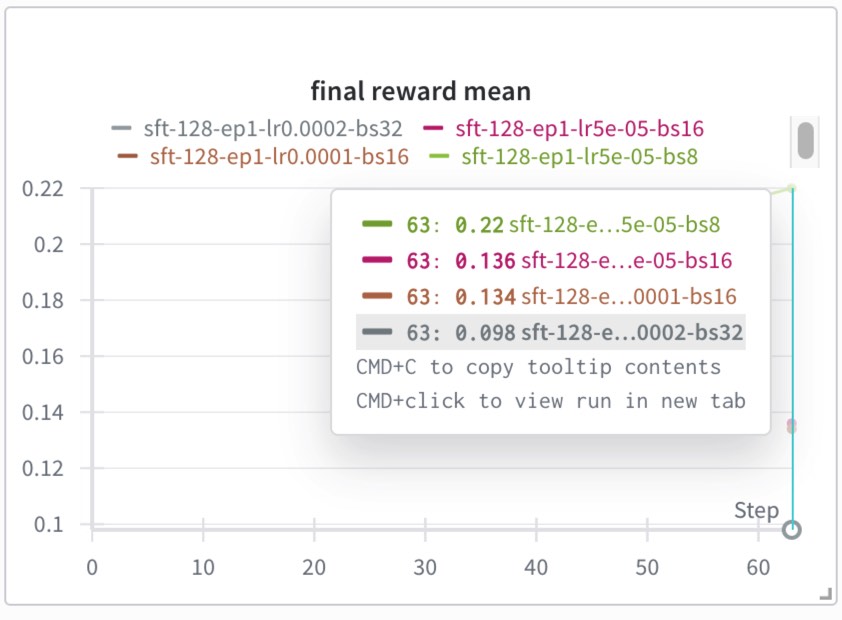 final reward mean
sft-128-ep1-lr0.0002-bs32 sft-128-ep1-lr5e-05-bs16
sft-128-ep1-lr0.0001-bs16 sft-128-ep1-lr5e-05-bs8
0.22
0.2
0.18
0.16
0.14
0.12
0.1
63: 0.22 sft-128-e...5e-05-bs8
63: 0.136 sft-128-e...e-05-bs16
63: 0.134 sft-128-e...0001-bs16
63: 0.098 sft-128-e...0002-bs32
CMD+C to copy tooltip contents
CMD+click to view run in new tab
Step
0 10 20 30 40 50 60